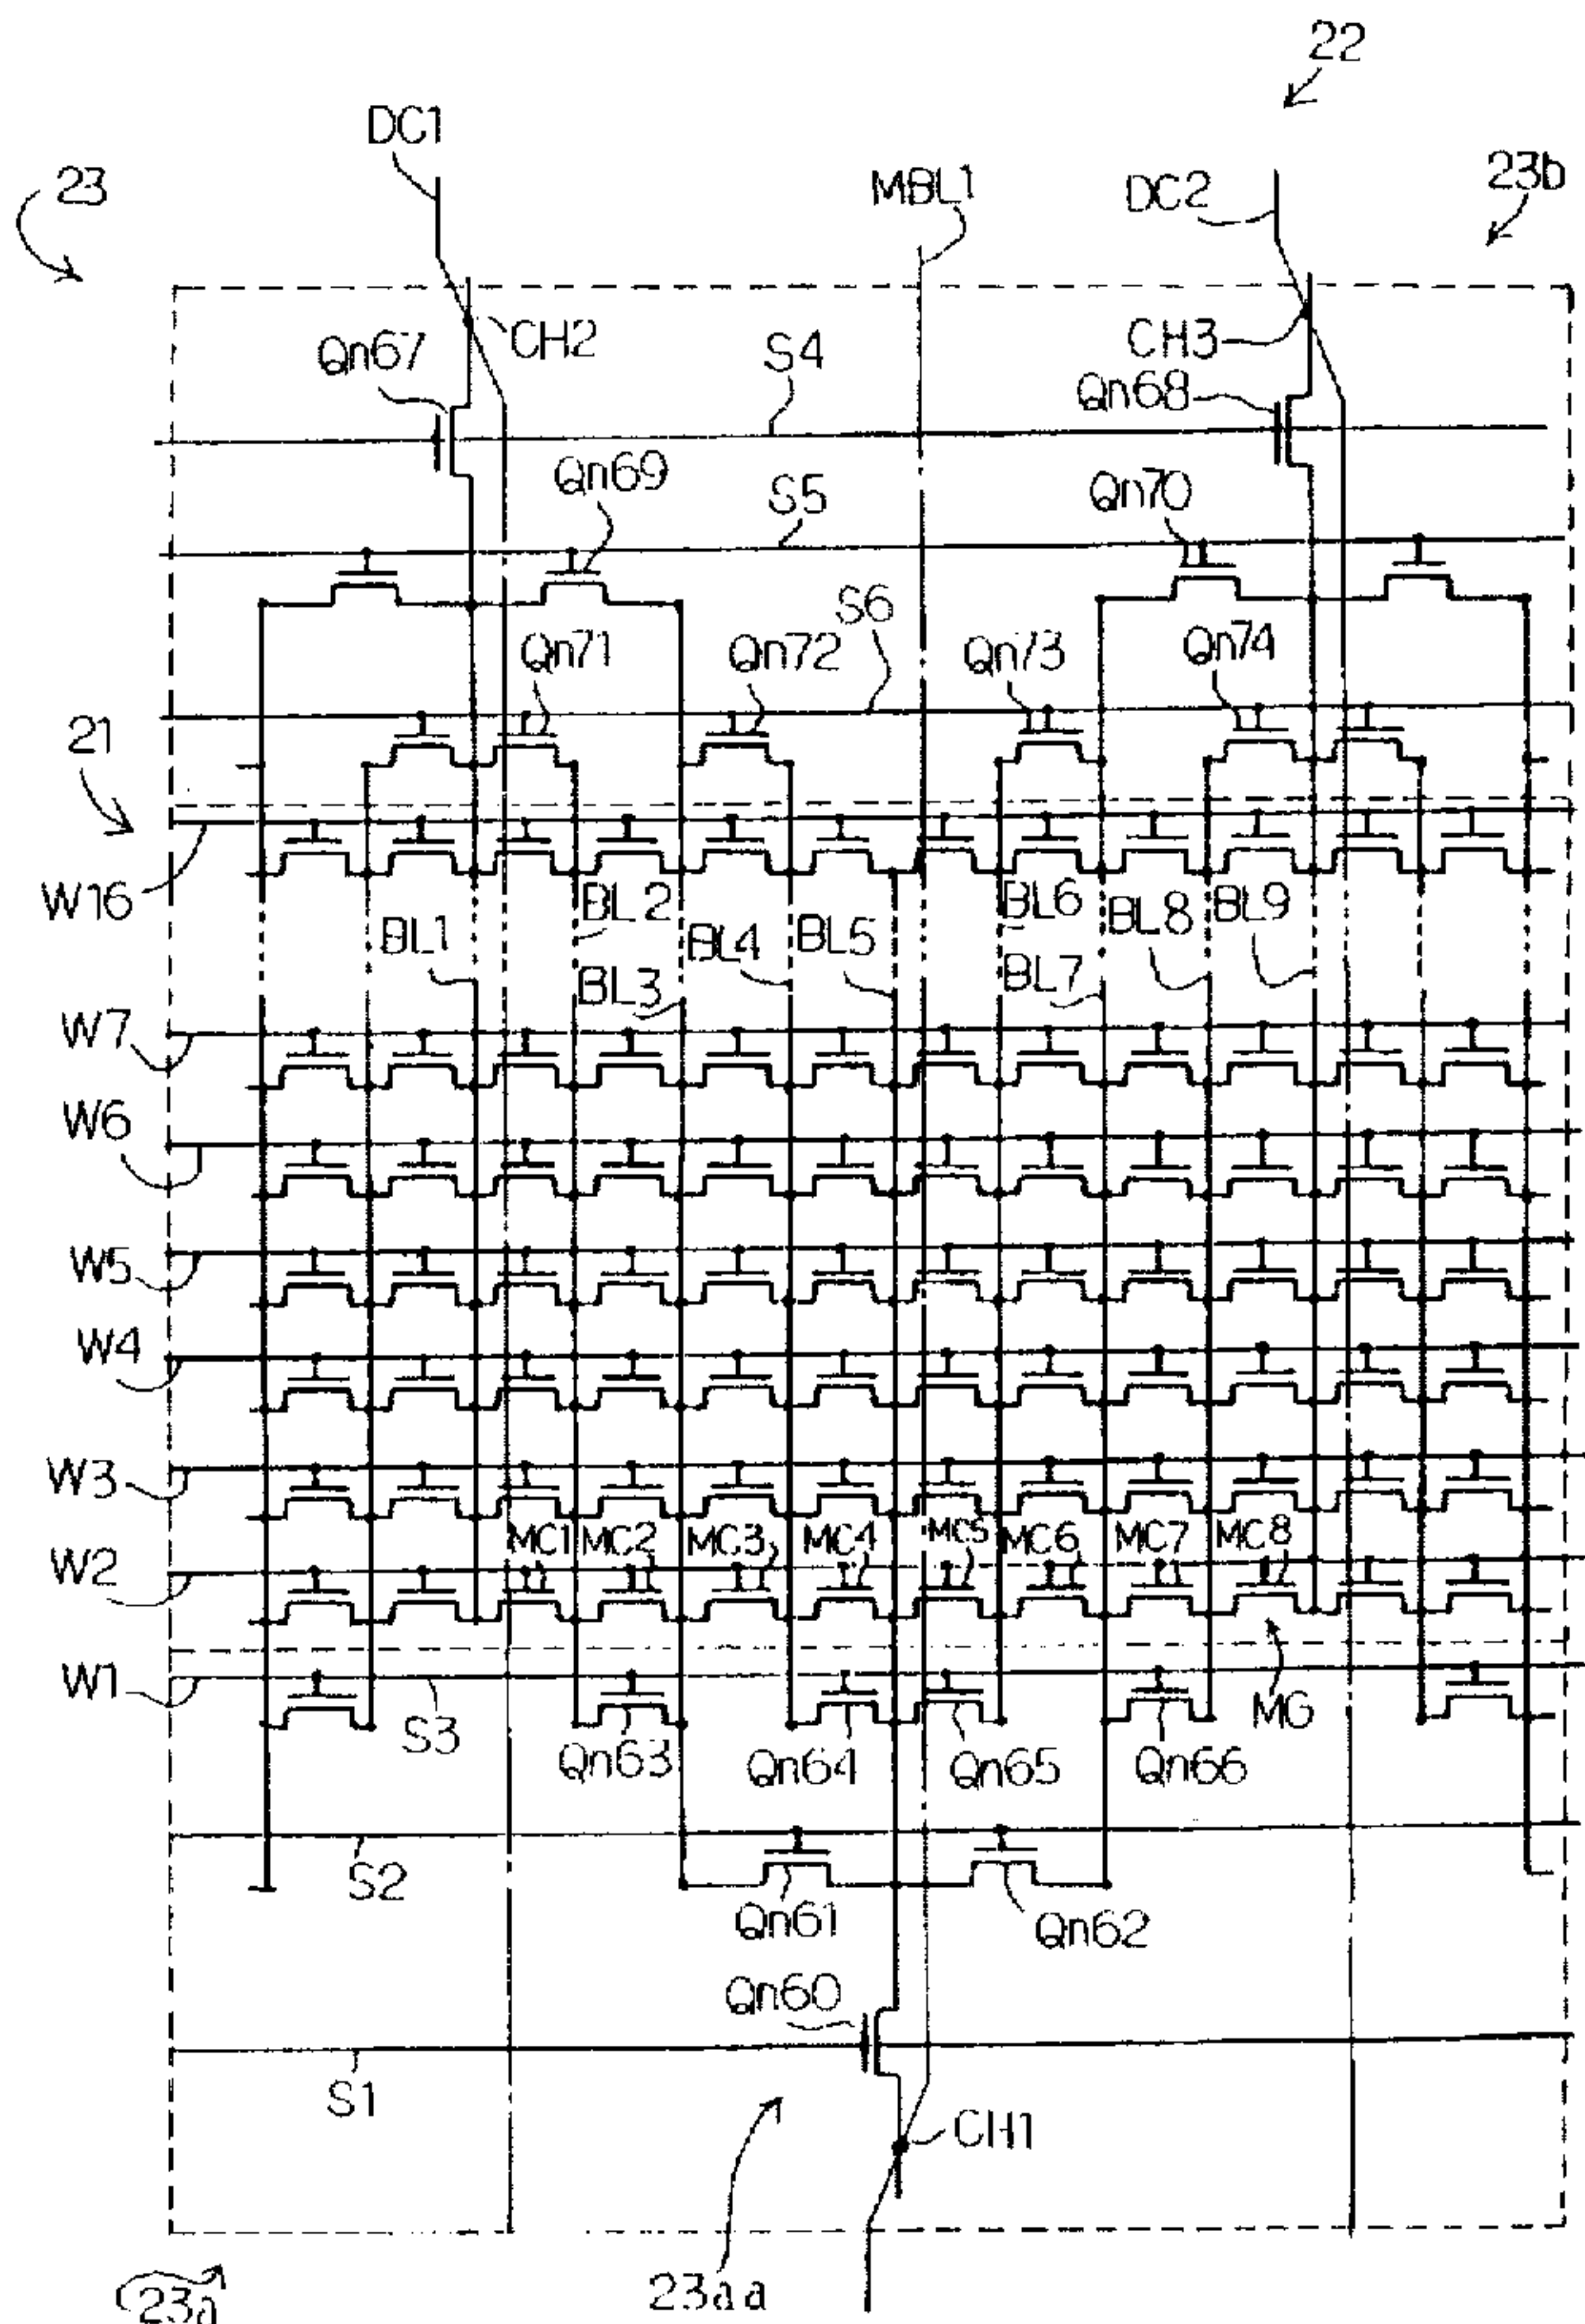 22
DC1
23
MBL1
DC2
23b
CH2
Qn67
S4
CH3
Qn68
Qn69
S5
Qn70
S6
Qn71
Qn72
Qn73
Qn74
21
W16
BL1
BL2
BL3
BL4
BL5
BL6
BL7
BL8
BL9
W7
W6
W5
W4
W3
MC1
MC2
MC3
MC4
MC5
MC6
MC7
MC8
W2
W1
S3
Qn63
Qn64
Qn65
Qn66
MG
S2
Qn61
Qn62
Qn60
S1
CH1
23aa
23a